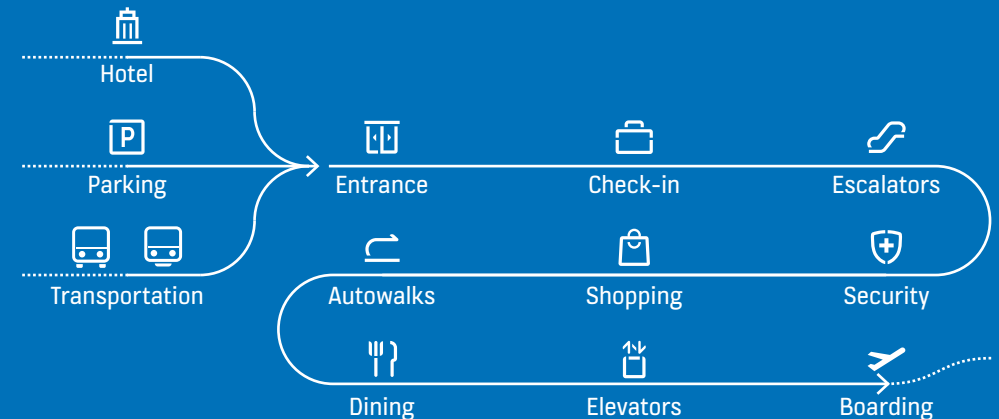 Hotel
P
Parking
Entrance
Check-in
Escalators
Transportation
Autowalks
Shopping
Security
Dining
Elevators
Boarding